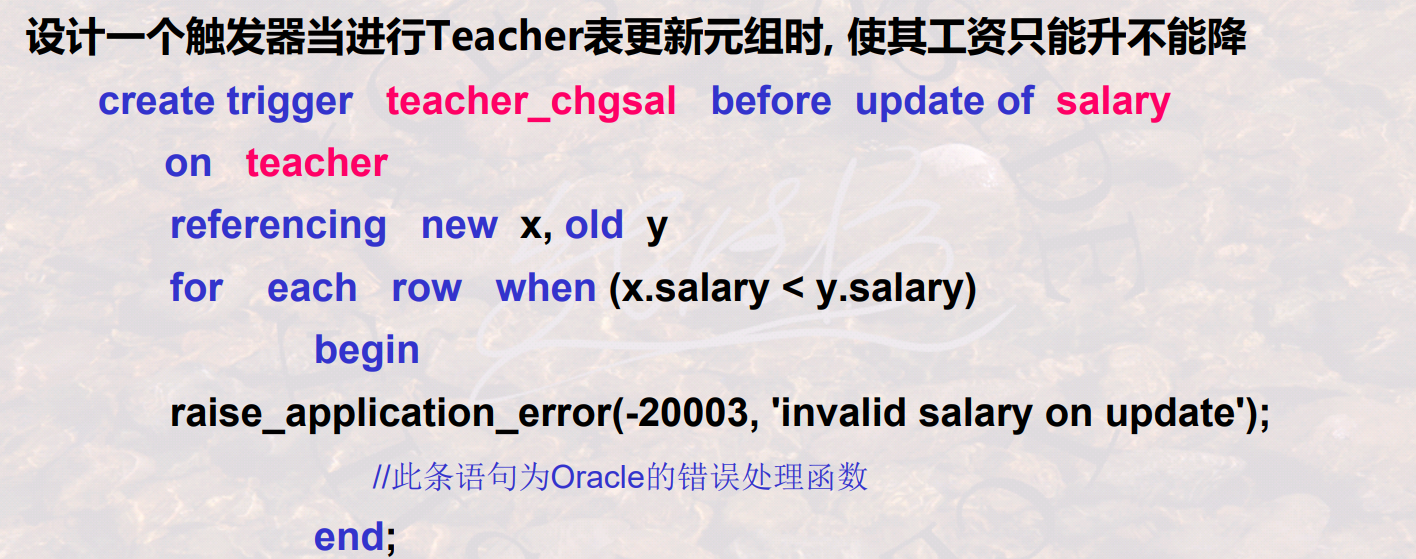 设计一个触发器当进行Teacher表更新元组时, 使其工资只能升不能降
create trigger teacher_chgsal before update of salary
on teacher
referencing new x, old y
for each row when (x.salary < y.salary)
begin
raise_application_error(-20003, 'invalid salary on update');
//此条语句为Oracle的错误处理函数
end;